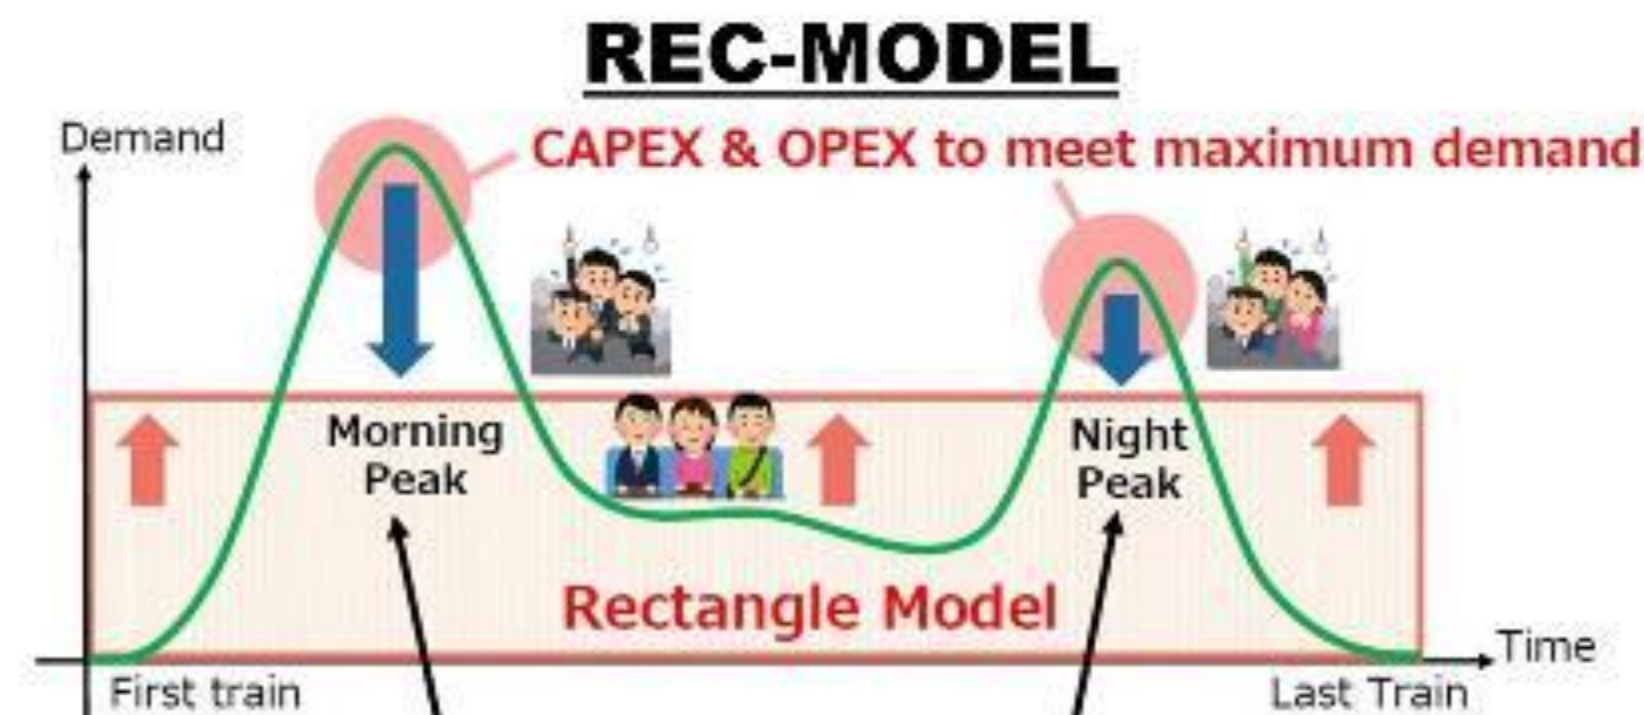 REC-MODEL
Demand
CAPEX & OPEX to meet maximum demand
Morning
Peak
Night
Peak
Rectangle Model
Time
First train
Last Train